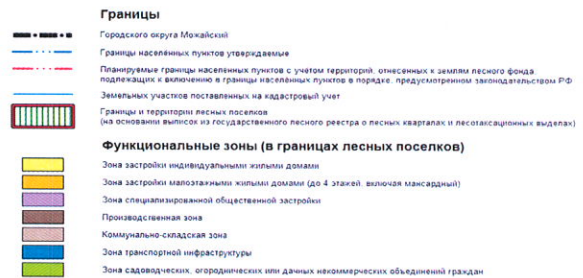 Границы
Городского округа Можайский
Границы населённых пунктов утверждаемые
Планируемые границы населённых пунктов с учетом территорий, отнесенных к землям лесного фонда,
подлежащих к включению в границы населённых пунктов в порядке, предусмотренном законодательством РФ
Земельных участков поставленных на кадастровый учет
Границы и территории лесных поселков
(на основании выписок из государственного лесного реестра о лесных кварталах и лесотаксационных выделах)
Функциональные зоны (в границах лесных поселков)
Зона застройки индивидуальными жилыми домами
Зона застройки малоэтажными жилыми домами (до 4 этажей, включая мансардный)
Зона специализированной общественной застройки
Производственная зона
Коммунально-складская зона
Зона транспортной инфраструктуры
Зона садоводческих, огороднических или дачных некоммерческих объединений граждан